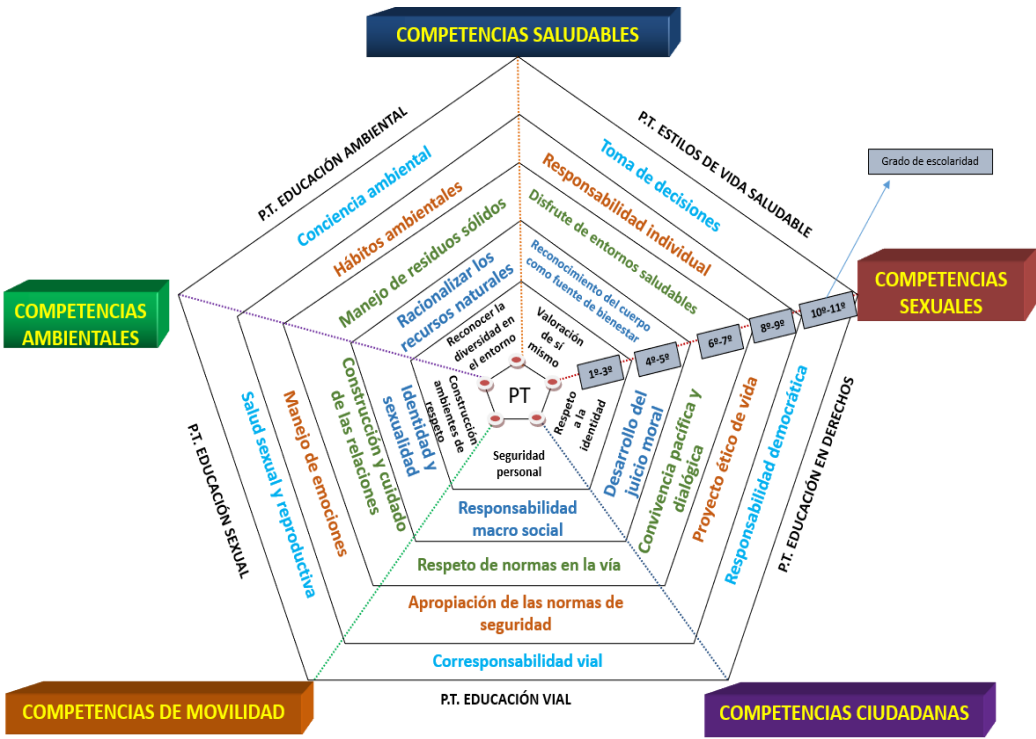 COMPETENCIAS SALUDABLES
P.T. EDUCACIÓN AMBIENTAL
Conciencia ambiental
Hábitos ambientales
Manejo de residuos sólidos
Racionalizar los
recursos naturales
Reconocer la
diversidad en
el entorno
P.T. ESTILOS DE VIDA SALUDABLE
Toma de decisiones
Responsabilidad individual
Disfrute de entornos saludables
Reconocimiento del cuerpo
como fuente de bienestar
Valoración
de sí
mismo
Grado de escolaridad
COMPETENCIAS
AMBIENTALES
COMPETENCIAS
SEXUALES
PT
1º-3º
4º-5º
6º-7º
8º-9º
10º-11º
P.T. EDUCACIÓN SEXUAL
Salud sexual y reproductiva
Manejo de emociones
Construcción y cuidado
de las relaciones
Identidad y
sexualidad
Construcción
ambientes de
respeto
Respeto
a la
identidad
Desarrollo del
juicio moral
Convivencia pacífica y
dialógica
Proyecto ético de vida
Responsabilidad democrática
P.T. EDUCACIÓN EN DERECHOS
Seguridad
personal
Responsabilidad
macro social
Respeto de normas en la vía
Apropiación de las normas de
seguridad
Corresponsabilidad vial
P.T. EDUCACIÓN VIAL
COMPETENCIAS DE MOVILIDAD
COMPETENCIAS CIUDADANAS